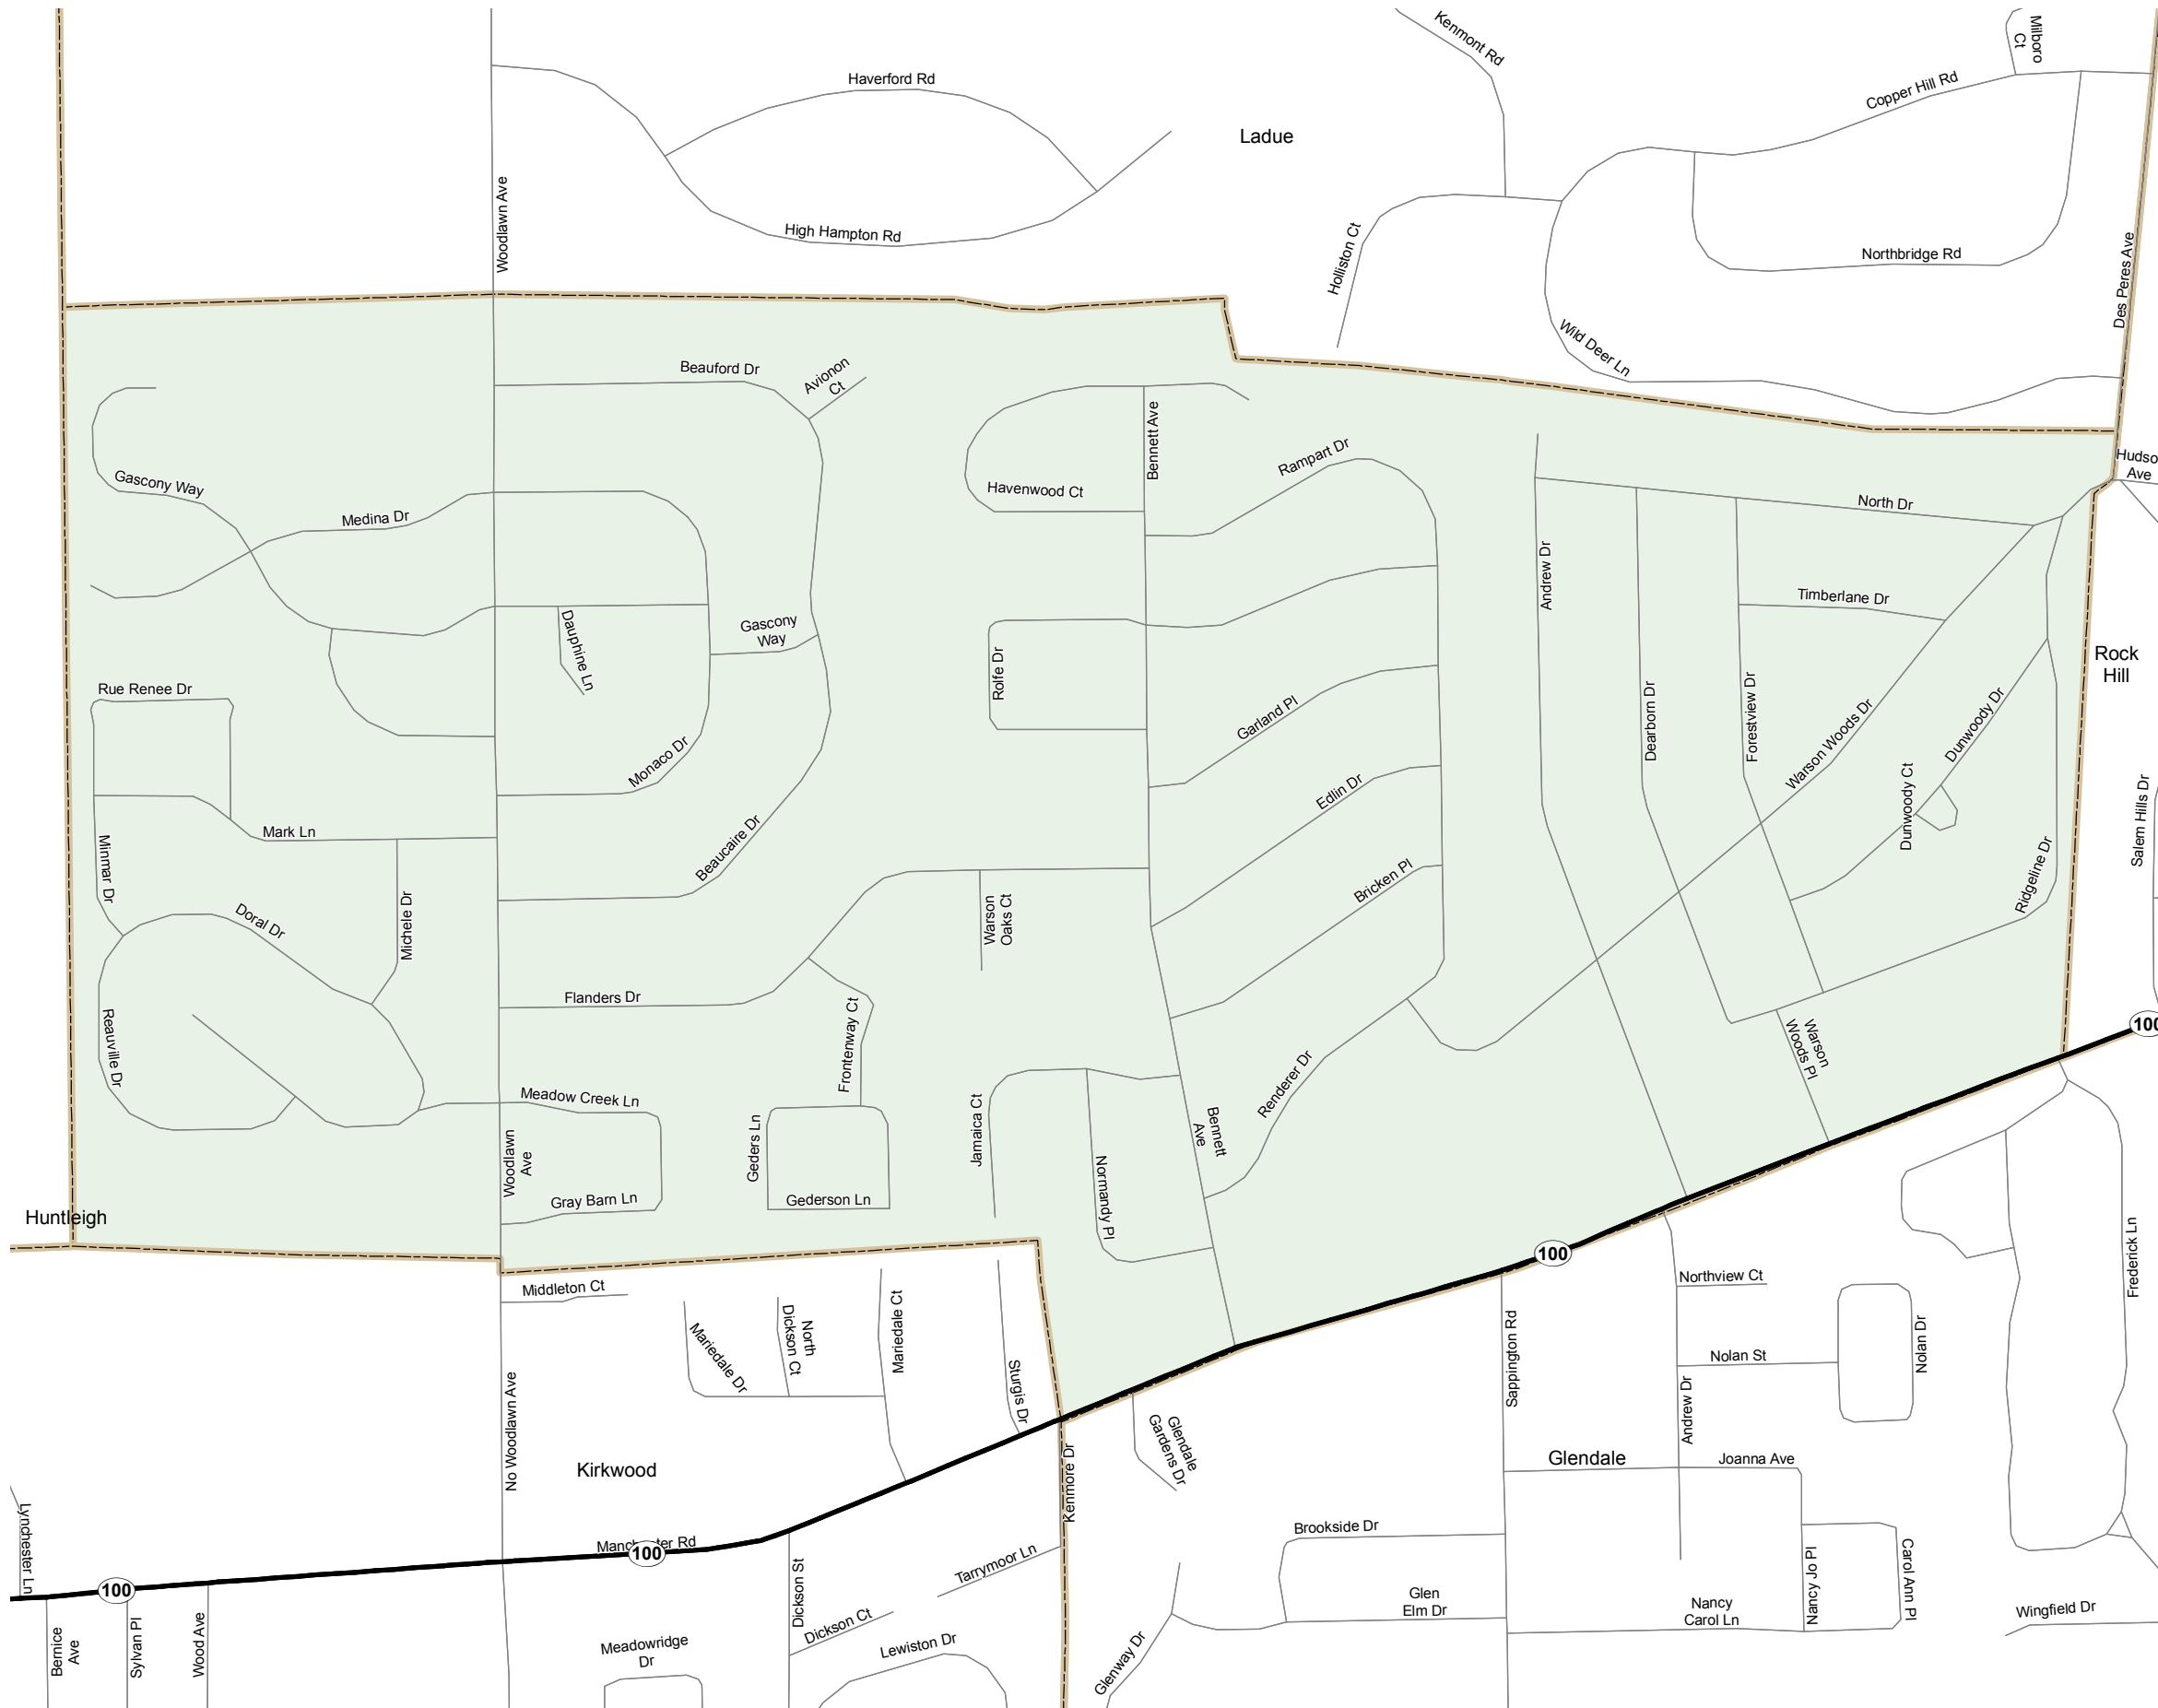 Kenmont Rd
Milboro
Ct
Haverford Rd
Copper Hill Rd
Ladue
Woodlawn Ave
High Hampton Rd
Holliston Ct
Northbridge Rd
Des Peres Ave
Wild Deer Ln
Beauford Dr
Avionon
Ct
Bennett Ave
Rampart Dr
Hudso
Ave
Gascony Way
Havenwood Ct
North Dr
Medina Dr
Andrew Dr
Timberlane Dr
Dauphine Ln
Gascony
Way
Rock
Hill
Rolfe Dr
Rue Renee Dr
Garland Pl
Dearborn Dr
Forestview Dr
Warson Woods Dr
Dunwoody Dr
Monaco Dr
Edlin Dr
Dunwoody Ct
Salem Hills Dr
Mark Ln
Minmar Dr
Beaucaire Dr
Bricken Pl
Ridgeline Dr
Doral Dr
Michele Dr
Warson
Oaks Ct
Flanders Dr
Frontenway Ct
Reauville Dr
Warson
Woods Pl
100
Meadow Creek Ln
Renderer Dr
Geders Ln
Jamaica Ct
Bennett
Ave
Woodlawn
Ave
Normandy Pl
Gray Barn Ln
Gederson Ln
Huntleigh
100
Frederick Ln
Northview Ct
Middleton Ct
Mariedale Dr
North
Dickson Ct
Mariedale Ct
Sappington Rd
Nolan Dr
Nolan St
Sturgis Dr
No Woodlawn Ave
Andrew Dr
Glendale
Gardens Dr
Kirkwood
Glendale
Joanna Ave
Kenmore Dr
Lynchester Ln
Manchester Rd
100
Brookside Dr
Tarrymoor Ln
Nancy Jo Pl
Carol Ann Pl
100
Dickson St
Glen
Elm Dr
Nancy
Carol Ln
Wingfield Dr
Bernice
Ave
Sylvan Pl
Wood Ave
Dickson Ct
Meadowridge
Dr
Lewiston Dr
Glenway Dr